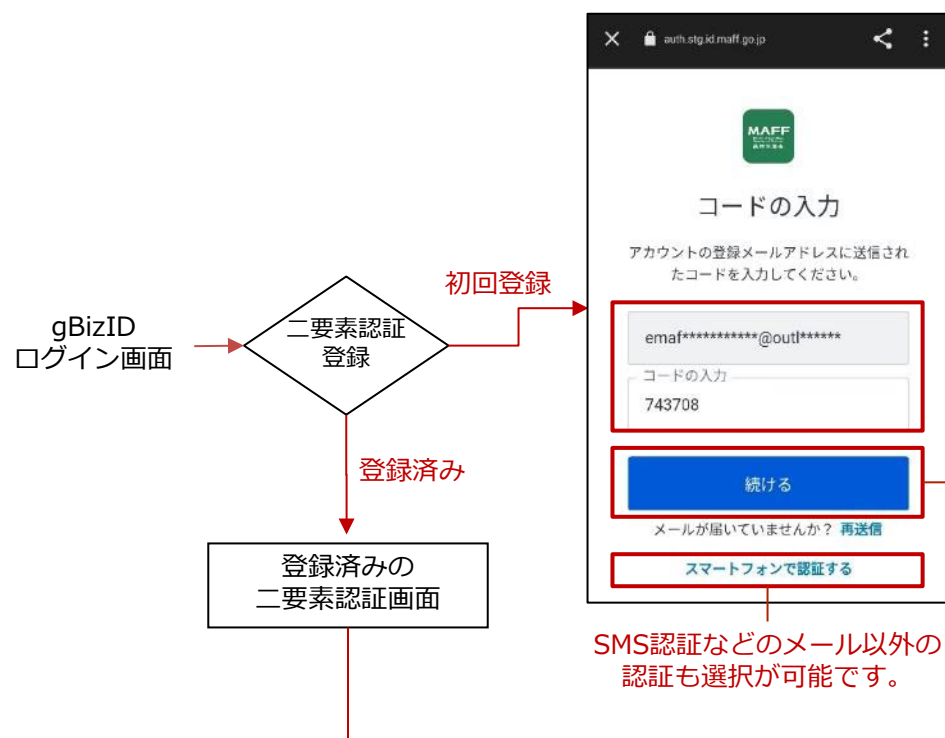 auth.stg.id.maff.go.jp
MAFF
コードの入力
アカウントの登録メールアドレスに送信され
たコードを入力してください。
初回登録
gBizID
ログイン画面
二要素認証
登録
emaf***********@outl******
コードの入力
743708
登録済み
続ける
メールが届いていませんか? 再送信
スマートフォンで認証する
登録済みの
二要素認証画面
SMS認証などのメール以外の
認証も選択が可能です。